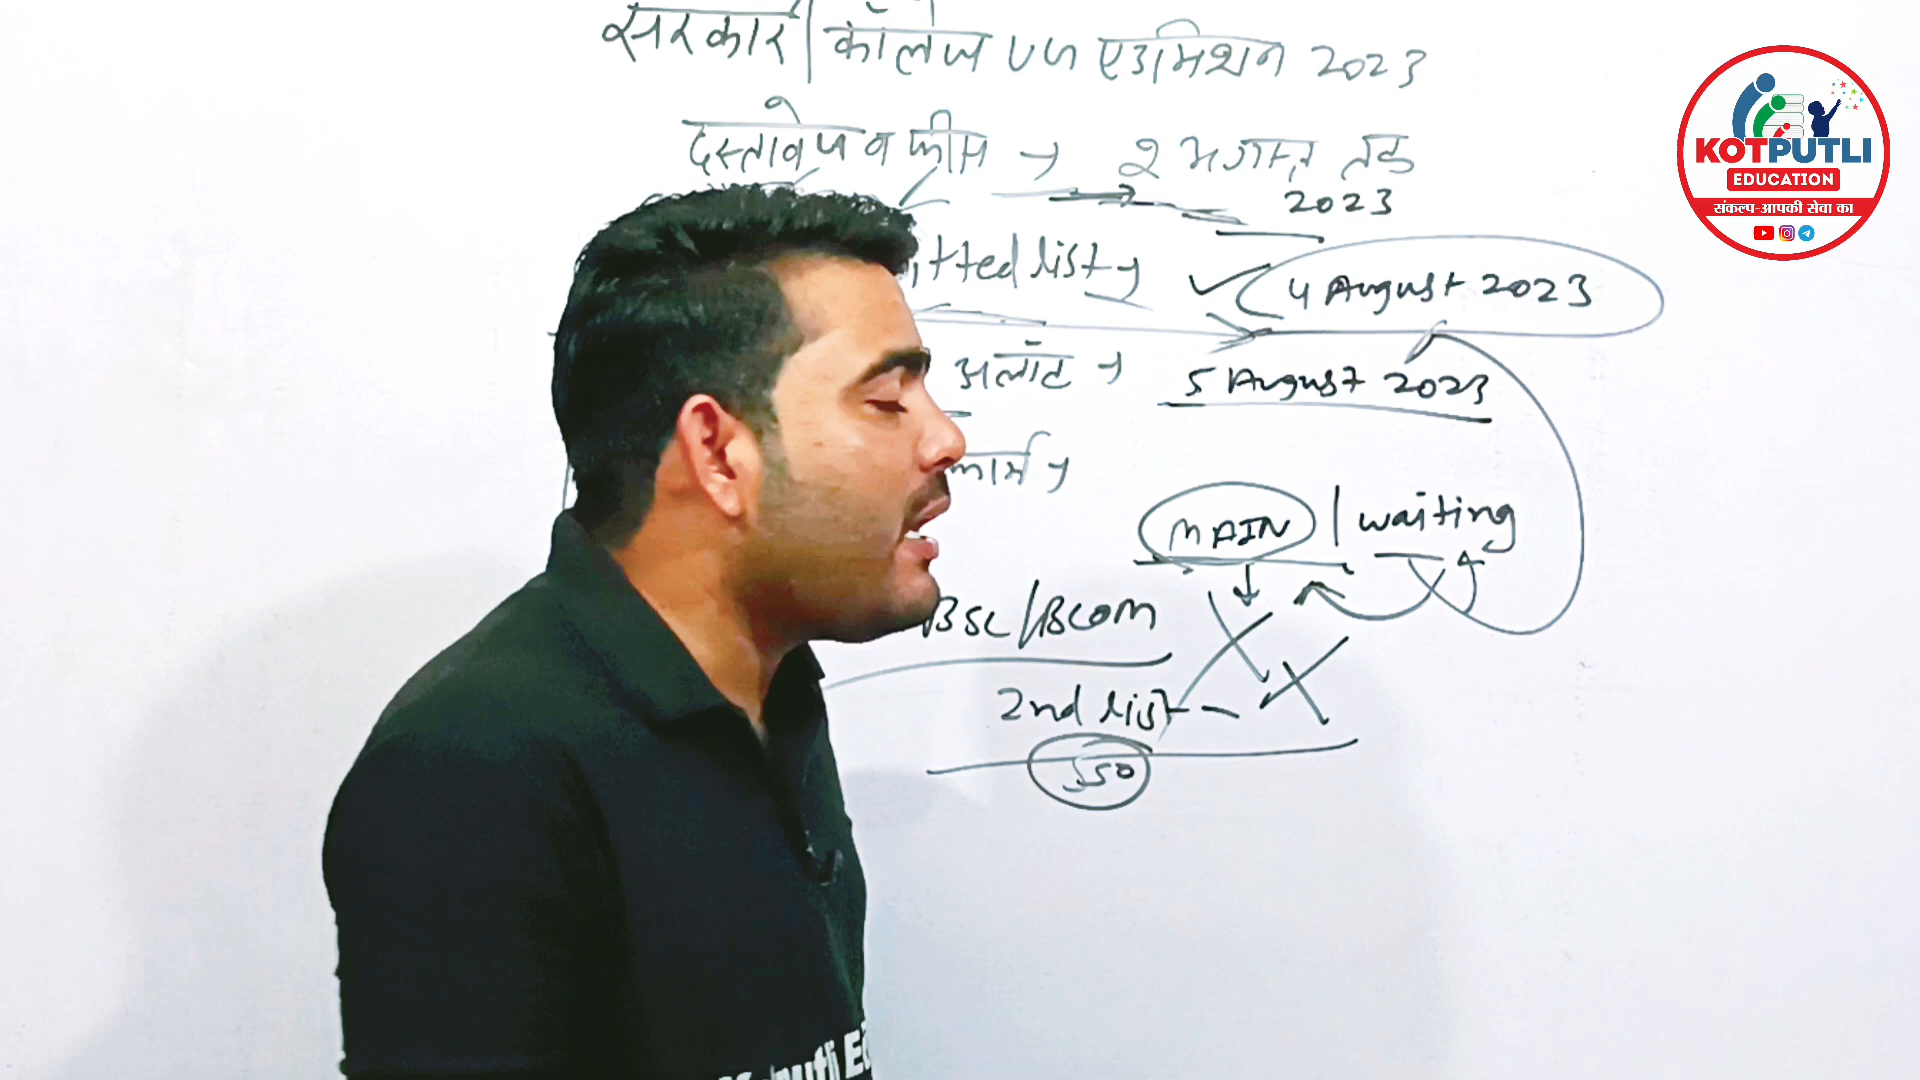 सरकारी कॉलेज UG एडमिशन 2023
दस्तावेज व फीस → 2 अगस्त तक
2023
itted list → ✓ 4 August 2023
अलॉट → 5 August 2023
फार्म →
MAIN | waiting
BSC/BCOM
2nd list -
SSO
KOTPUTLI
EDUCATION
संकल्प-आपकी सेवा का